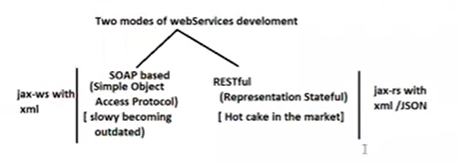 Two modes of webServices develoment
SOAP based
(Simple Object
Access Protocol)
[ slowy becoming
outdated]
jax-ws with
xml
RESTful
(Representation Stateful)
[ Hot cake in the market]
jax-rs with
xml /JSON